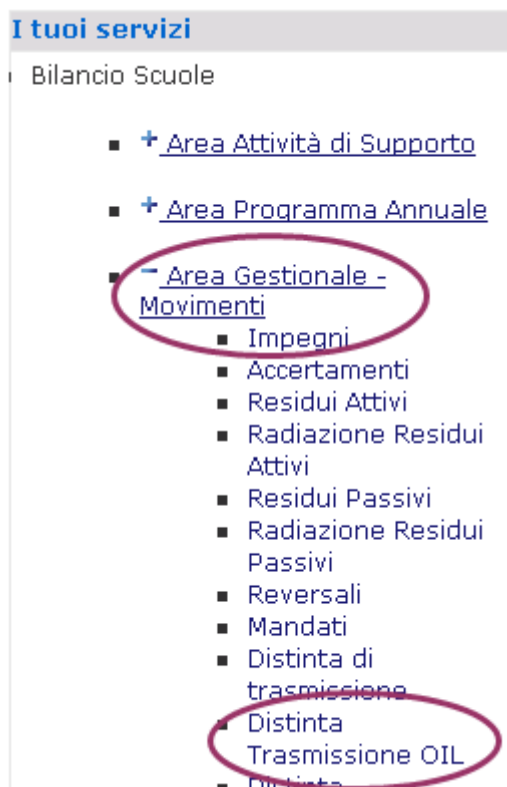 I tuoi servizi
Bilancio Scuole
+ Area Attività di Supporto
+ Area Programma Annuale
- Area Gestionale -
Movimenti
Impegni
Accertamenti
Residui Attivi
Radiazione Residui
Attivi
Residui Passivi
Radiazione Residui
Passivi
Reversali
Mandati
Distinta di
trasmissione
Distinta
Trasmissione OIL
Distinta